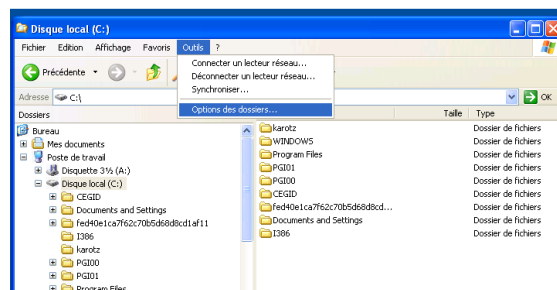 Disque local (C:)
Fichier Edition Affichage Favoris Outils ?
Connecter un lecteur réseau...
Déconnecter un lecteur réseau...
Synchroniser...
Options des dossiers...
Précédente
Adresse C:\ OK
Dossiers
Taille Type
Bureau
Mes documents
Poste de travail
Disquette 3½ (A:)
Disque local (C:)
CEGID
Documents and Settings
fed40e1ca7f62c70b5d68d8cd1af11
I386
karotz
PGI00
PGI01
Program Files
karotz Dossier de fichiers
WINDOWS Dossier de fichiers
Program Files Dossier de fichiers
PGI01 Dossier de fichiers
PGI00 Dossier de fichiers
CEGID Dossier de fichiers
fed40e1ca7f62c70b5d68d8cd... Dossier de fichiers
Documents and Settings Dossier de fichiers
I386 Dossier de fichiers